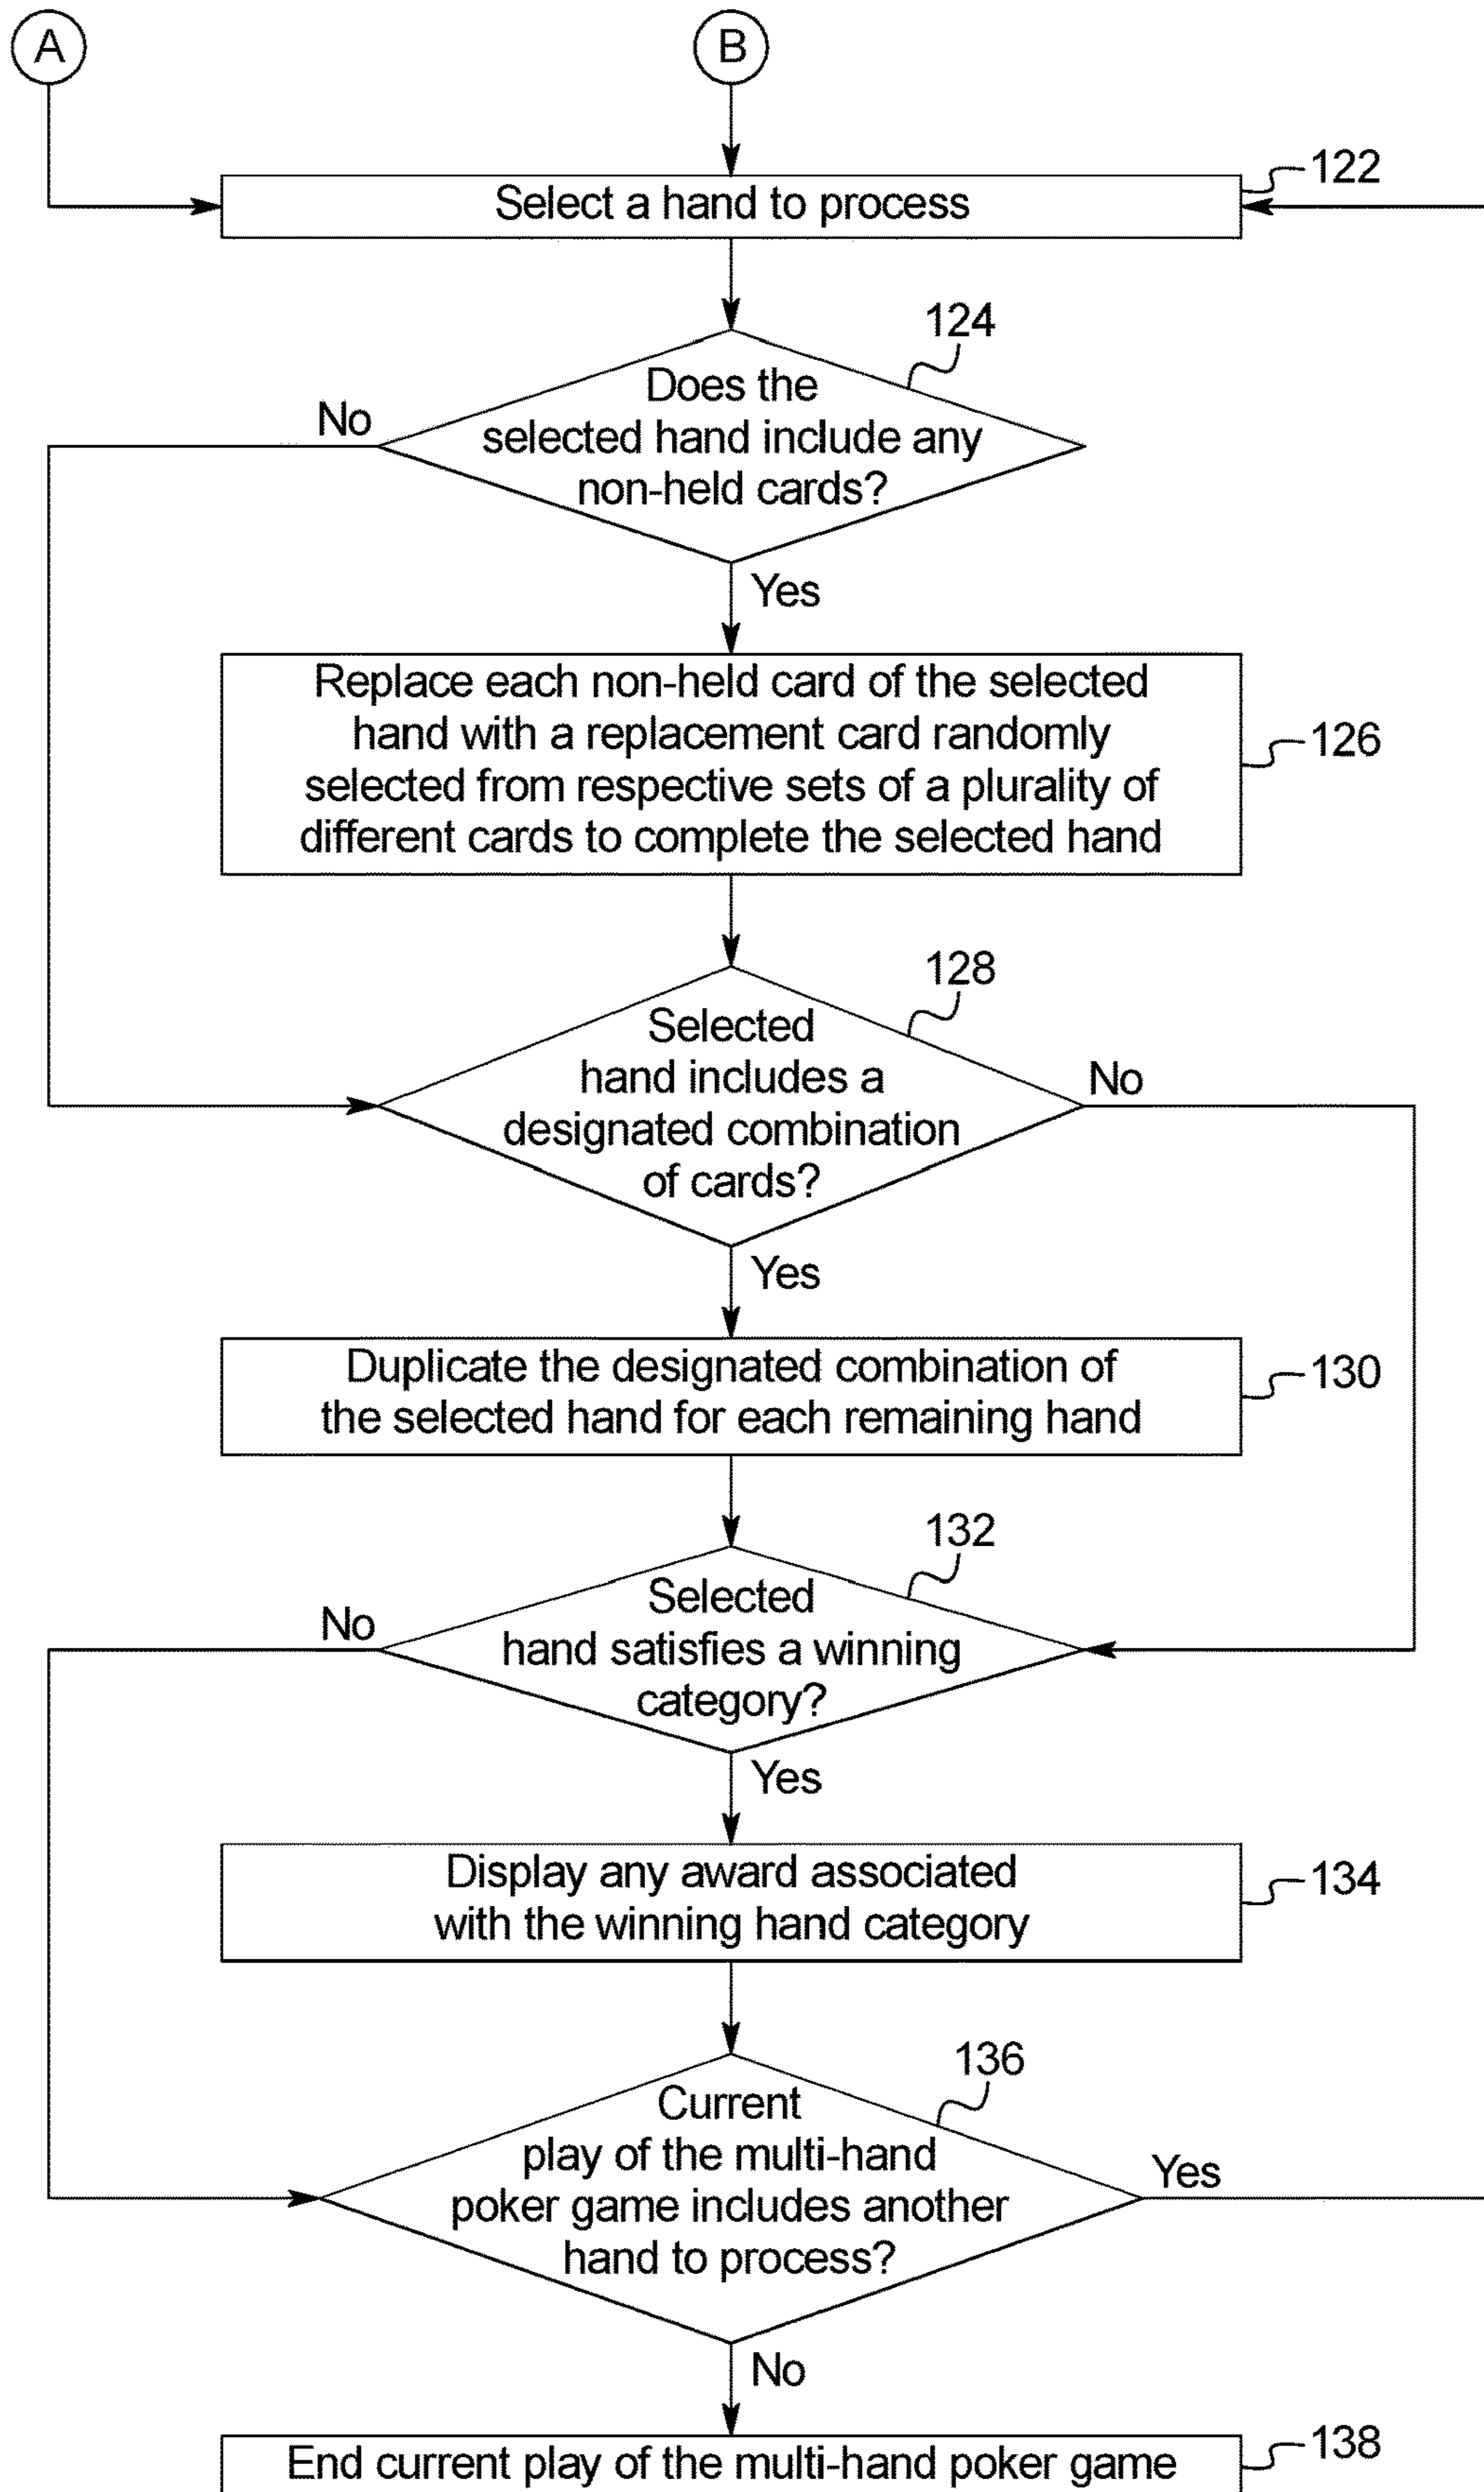 A
B
122
Select a hand to process
124
Does the
selected hand include any
non-held cards?
No
Yes
Replace each non-held card of the selected
hand with a replacement card randomly
selected from respective sets of a plurality of
different cards to complete the selected hand
126
128
Selected
hand includes a
designated combination
of cards?
No
Yes
Duplicate the designated combination of
the selected hand for each remaining hand
130
132
Selected
hand satisfies a winning
category?
No
Yes
Display any award associated
with the winning hand category
134
136
Current
play of the multi-hand
poker game includes another
hand to process?
Yes
No
End current play of the multi-hand poker game
138